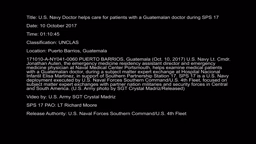 Title: U.S. Navy Doctor helps care for patients with a Guatemalan doctor during SPS 17
Date: 10 October 2017
Time: 01:10:45
Classification: UNCLAS
Location: Puerto Barrios, Guatemala
171010-A-NY941-0065 PUERTO BARRIOS, Guatemala (Oct. 10, 2017) U.S. Navy Lt. Cmdr.
Jonathan Auten, the emergency medicine residency assistant director and emergency
medicine physician at Naval Medical Center Portsmouth, helps examine medical patients
with a Guatemalan doctor, during a subject matter expert exchange at Hospital Nacional
Infantil Elisa Martinez, in support of Southern Partnership Station 17. SPS 17 is a U.S. Navy
deployment executed by U.S. Naval Forces Southern Command/U.S. 4th Fleet, focused on
subject matter expert exchanges with partner nation militaries and security forces in Central
and South America. (U.S. Army photo by SGT Crystal Madriz/Released)
Video by: U.S. Army SGT Crystal Madriz
SPS 17 PAO: LT Richard Moore
Release Authority: U.S. Naval Forces Southern Command/U.S. 4th Fleet